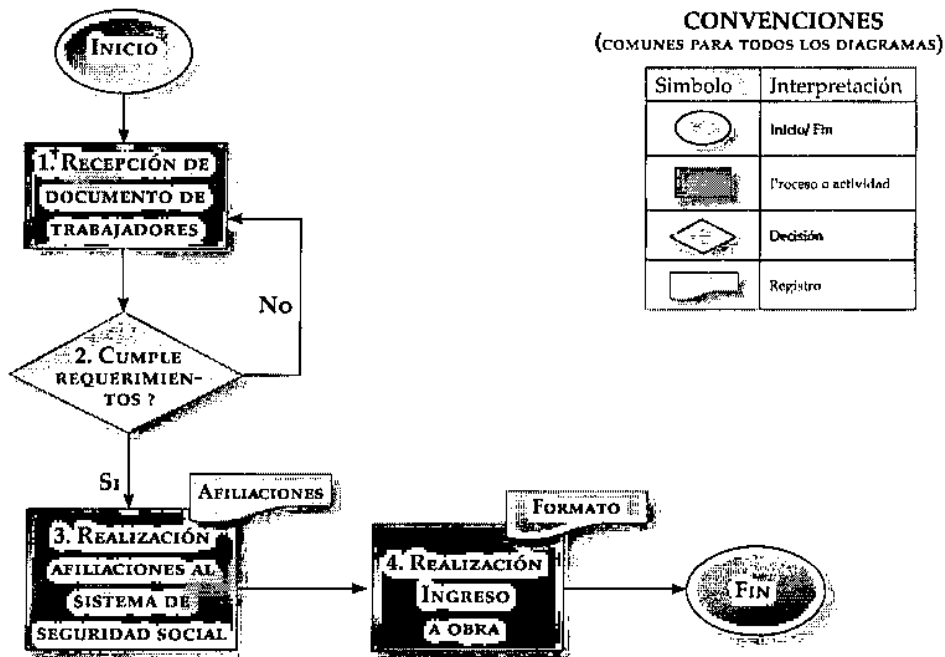 INICIO
CONVENCIONES
(COMUNES PARA TODOS LOS DIAGRAMAS)
Simbolo Interpretación
Inicio/ Fin
Proceso o actividad
Decisión
Registro
1. RECEPCIÓN DE
DOCUMENTO DE
TRABAJADORES
NO
2. CUMPLE
REQUERIMIEN-
TOS ?
SI
AFILIACIONES
3. REALIZACIÓN
AFILIACIONES AL
SISTEMA DE
SEGURIDAD SOCIAL
FORMATO
4. REALIZACIÓN
INGRESO
A OBRA
FIN